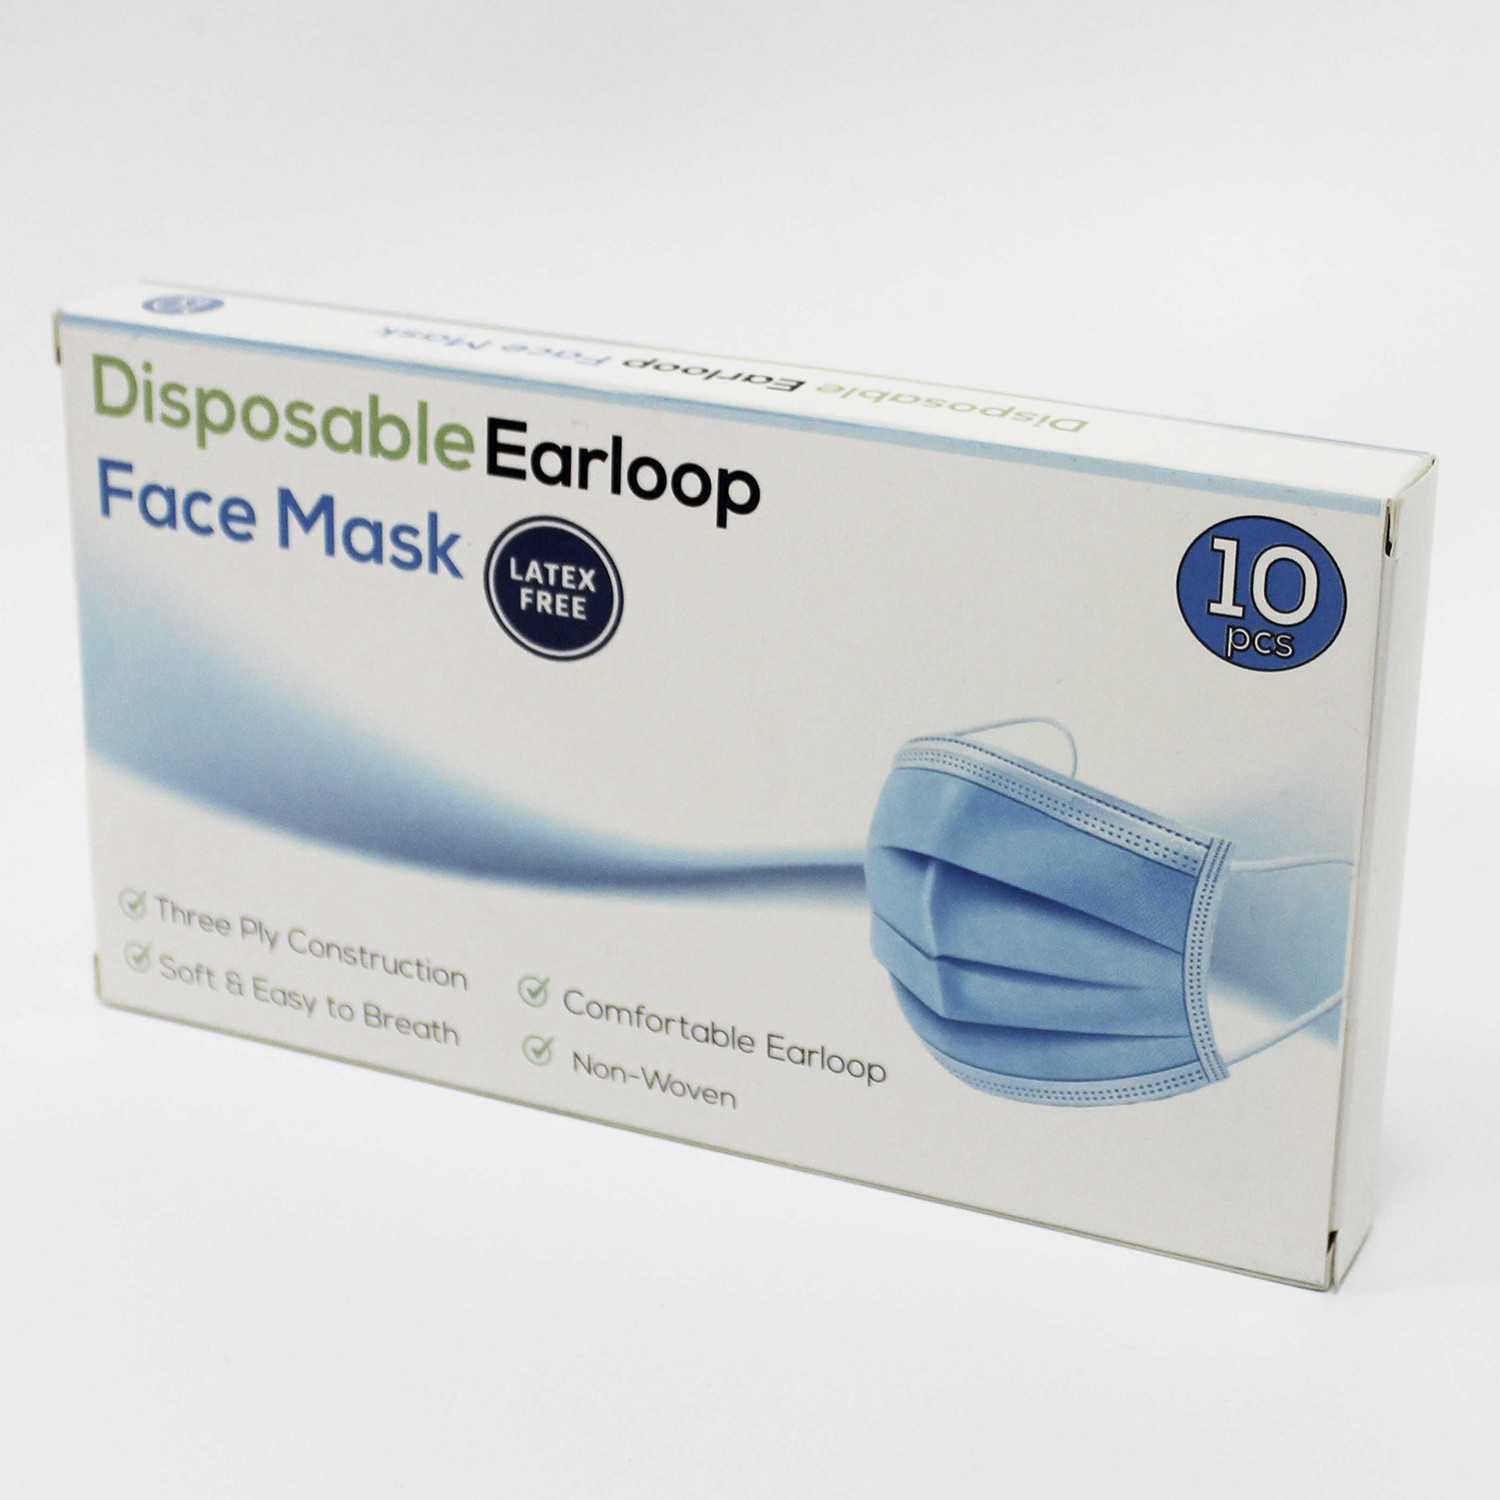 Disposable Earloop Face Mask
Disposable Earloop
Face Mask
LATEX
FREE
10
pcs
Three Ply Construction
Soft & Easy to Breath
Comfortable Earloop
Non-Woven